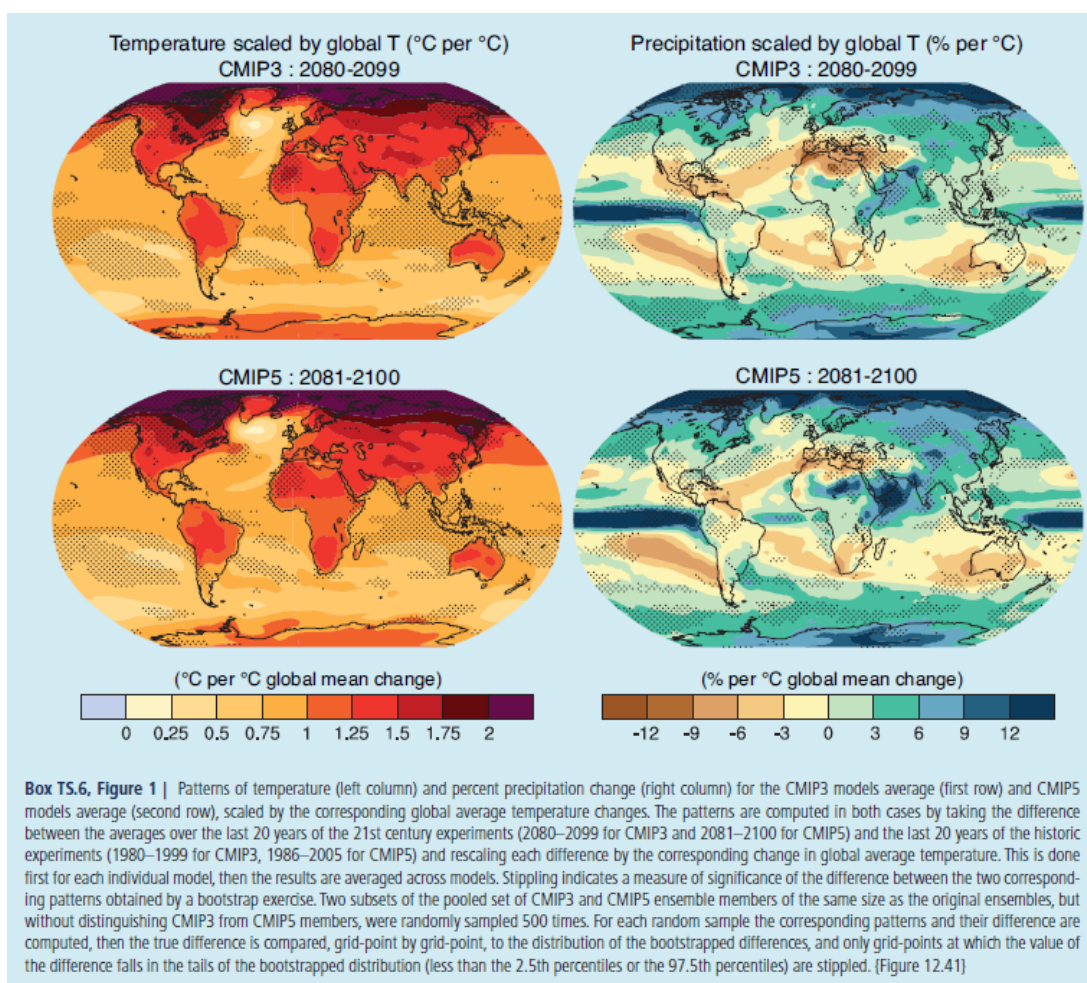 Temperature scaled by global T (°C per °C)
CMIP3 : 2080-2099
Precipitation scaled by global T (% per °C)
CMIP3 : 2080-2099
CMIP5 : 2081-2100
CMIP5 : 2081-2100
(°C per °C global mean change)
0 0.25 0.5 0.75 1 1.25 1.5 1.75 2
(% per °C global mean change)
-12 -9 -6 -3 0 3 6 9 12
Box TS.6, Figure 1 | Patterns of temperature (left column) and percent precipitation change (right column) for the CMIP3 models average (first row) and CMIP5
models average (second row), scaled by the corresponding global average temperature changes. The patterns are computed in both cases by taking the difference
between the averages over the last 20 years of the 21st century experiments (2080–2099 for CMIP3 and 2081–2100 for CMIP5) and the last 20 years of the historic
experiments (1980–1999 for CMIP3, 1986–2005 for CMIP5) and rescaling each difference by the corresponding change in global average temperature. This is done
first for each individual model, then the results are averaged across models. Stippling indicates a measure of significance of the difference between the two correspond-
ing patterns obtained by a bootstrap exercise. Two subsets of the pooled set of CMIP3 and CMIP5 ensemble members of the same size as the original ensembles, but
without distinguishing CMIP3 from CMIP5 members, were randomly sampled 500 times. For each random sample the corresponding patterns and their difference are
computed, then the true difference is compared, grid-point by grid-point, to the distribution of the bootstrapped differences, and only grid-points at which the value of
the difference falls in the tails of the bootstrapped distribution (less than the 2.5th percentiles or the 97.5th percentiles) are stippled. {Figure 12.41}